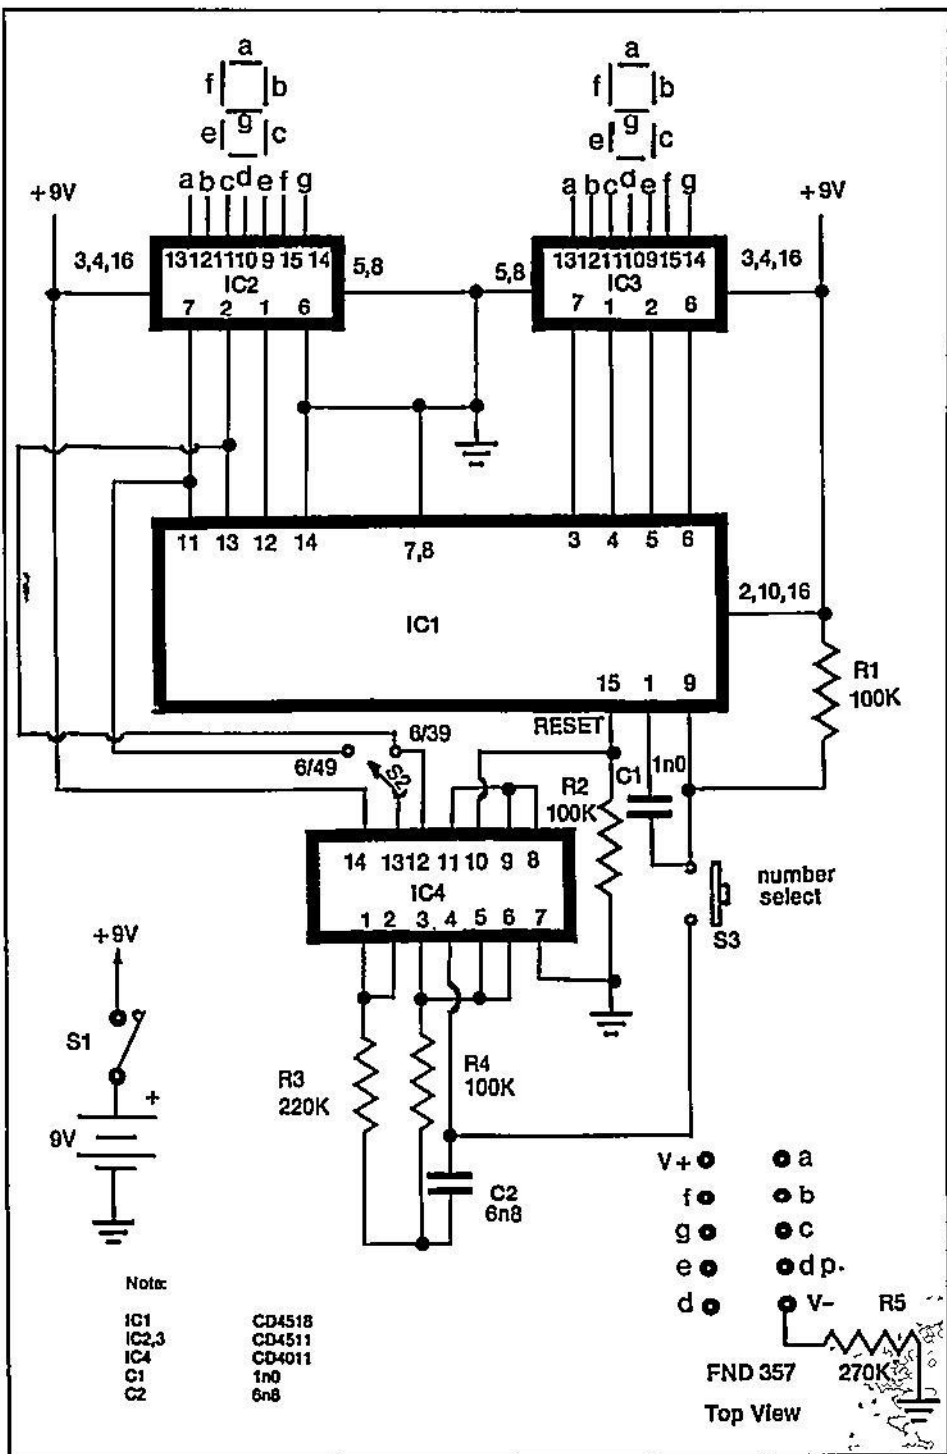 a a
f b f b
g g
e c e c
a b c d e f g a b c d e f g
+9V +9V
3,4,16 13 12 11 10 9 15 14 5,8 5,8 13 12 11 10 9 15 14 3,4,16
IC2 IC3
7 2 1 6 7 1 2 6
11 13 12 14 7,8 3 4 5 6
2,10,16
IC1
R1
100K
15 1 9
RESET
6/39
6/49 S2 C1 1n0
R2
100K
14 13 12 11 10 9 8
IC4
1 2 3 4 5 6 7
number
select
S3
+9V
S1
R3
220K
R4
100K
+
9V
C2
6n8
V+ a
f b
g c
e d p.
d V- R5
FND 357 270K
Top View
Note:
IC1 CD4518
IC2,3 CD4511
IC4 CD4011
C1 1n0
C2 6n8